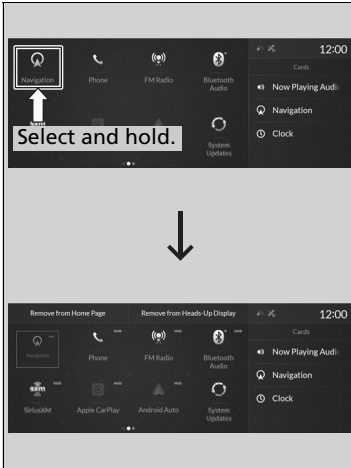 12:00
Navigation
Phone
FM Radio
Bluetooth
Audio
Cards
Now Playing Audi
Navigation
Clock
Select and hold.
System
Updates
Remove from Home Page
Remove from Heads-Up Display
12:00
Navigation
Phone
FM Radio
Bluetooth
Audio
Cards
Now Playing Audi
Navigation
Clock
SiriusXM
Apple CarPlay
Android Auto
System
Updates